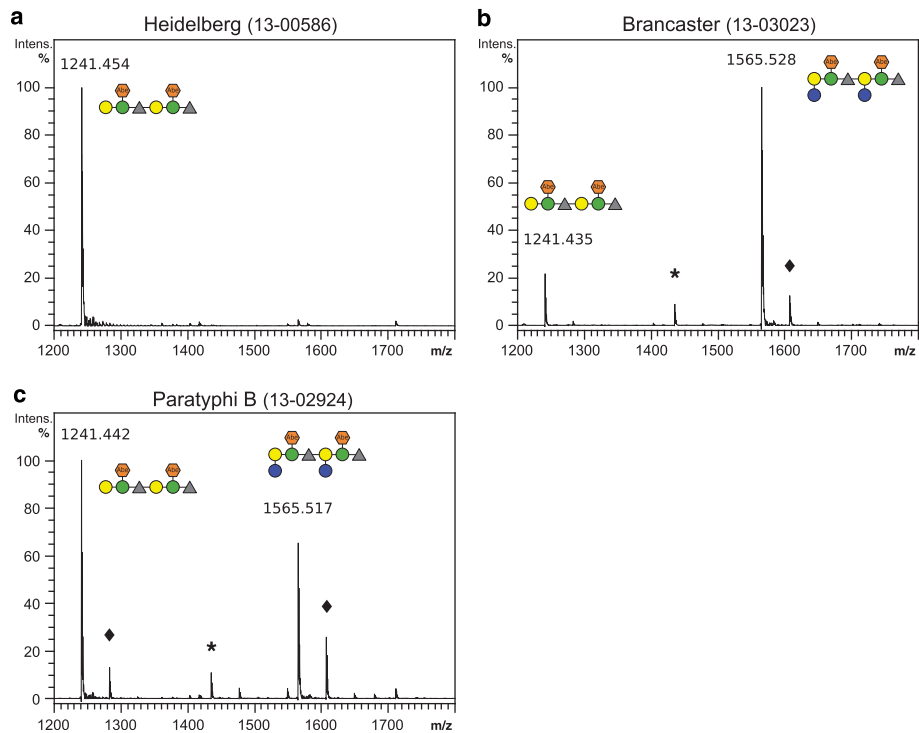 a
Heidelberg (13-00586)
Intens.
%
1241.454
Abe Abe
100
80
60
40
20
0
1200 1300 1400 1500 1600 1700 m/z
b
Brancaster (13-03023)
Intens.
%
1565.528
Abe Abe
100
80
60
Abe Abe
40
1241.435
20
*
0
1200 1300 1400 1500 1600 1700 m/z
c
Paratyphi B (13-02924)
Intens.
%
1241.442
Abe Abe
100
Abe Abe
80
1565.517
60
40
20
*
0
1200 1300 1400 1500 1600 1700 m/z